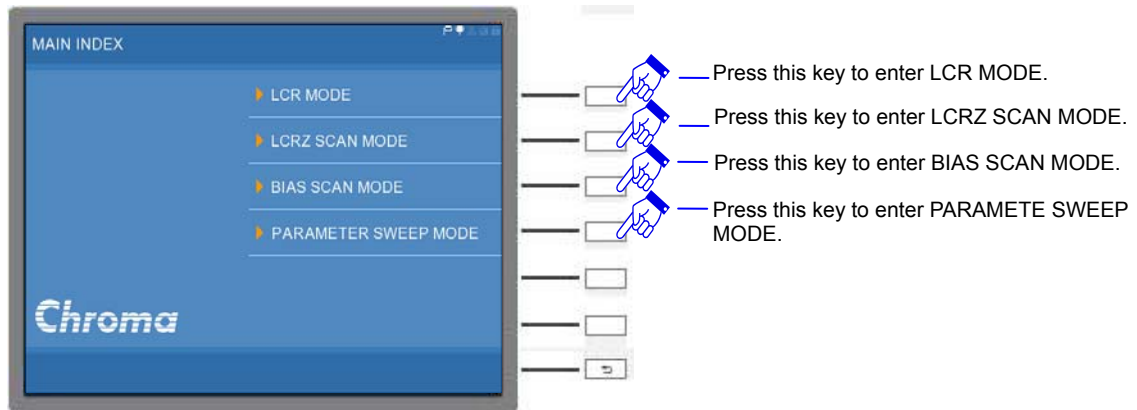 MAIN INDEX
LCR MODE
LCRZ SCAN MODE
BIAS SCAN MODE
PARAMETER SWEEP MODE
Chroma
Press this key to enter LCR MODE.
Press this key to enter LCRZ SCAN MODE.
Press this key to enter BIAS SCAN MODE.
Press this key to enter PARAMETE SWEEP
MODE.